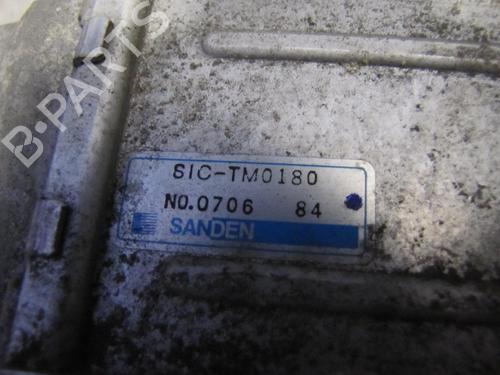 B-PARTS
SIC-TM0180
NO.0706 84
SANDEN